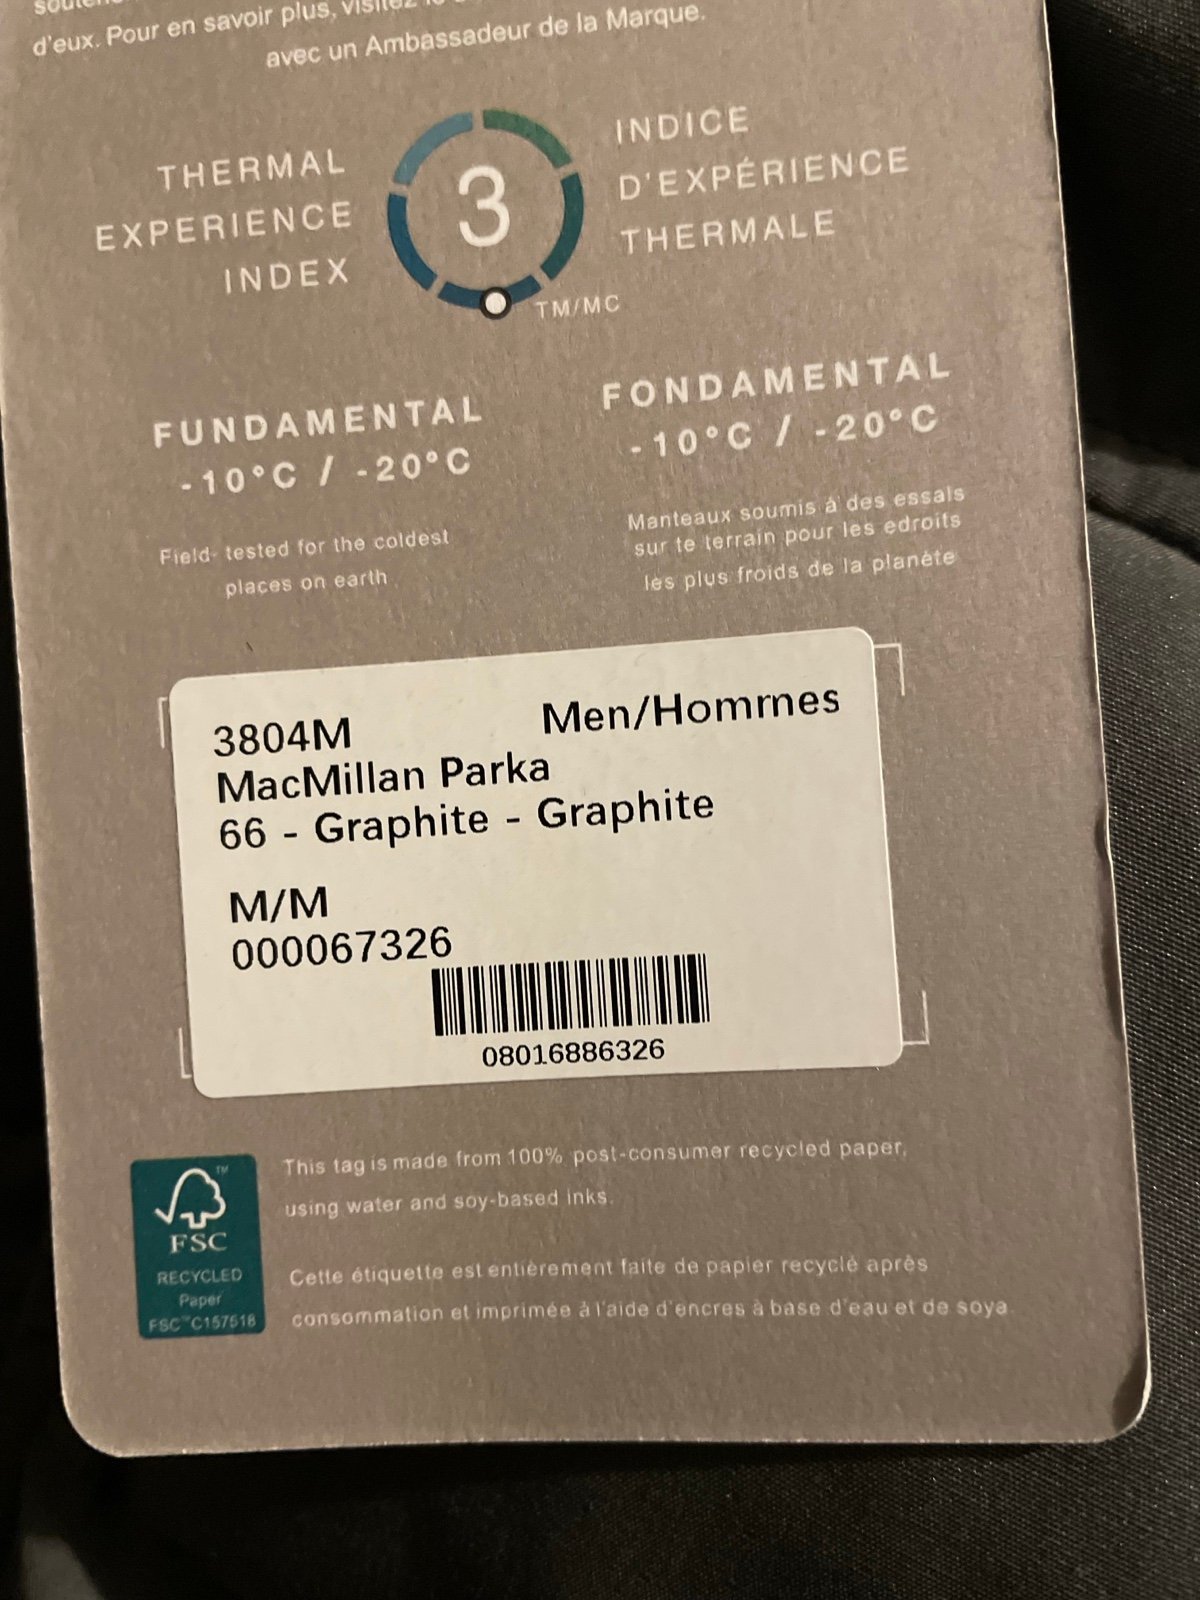 d'eux. Pour en savoir plus, visitez le
avec un Ambassadeur de la Marque.
THERMAL
EXPERIENCE
INDEX
3
TM/MC
INDICE
D'EXPÉRIENCE
THERMALE
FUNDAMENTAL
-10°C / -20°C
Field- tested for the coldest
places on earth
FONDAMENTAL
-10°C / -20°C
Manteaux soumis à des essais
sur te terrain pour les edroits
les plus froids de la planète
3804M Men/Homrnes
MacMillan Parka
66 - Graphite - Graphite
M/M
000067326
08016886326
TM
FSC
RECYCLED
Paper
FSC™C157518
This tag is made from 100% post-consumer recycled paper,
using water and soy-based inks.
Cette étiquette est entièrement faite de papier recyclé après
consommation et imprimée à l'aide d'encres à base d'eau et de soya.